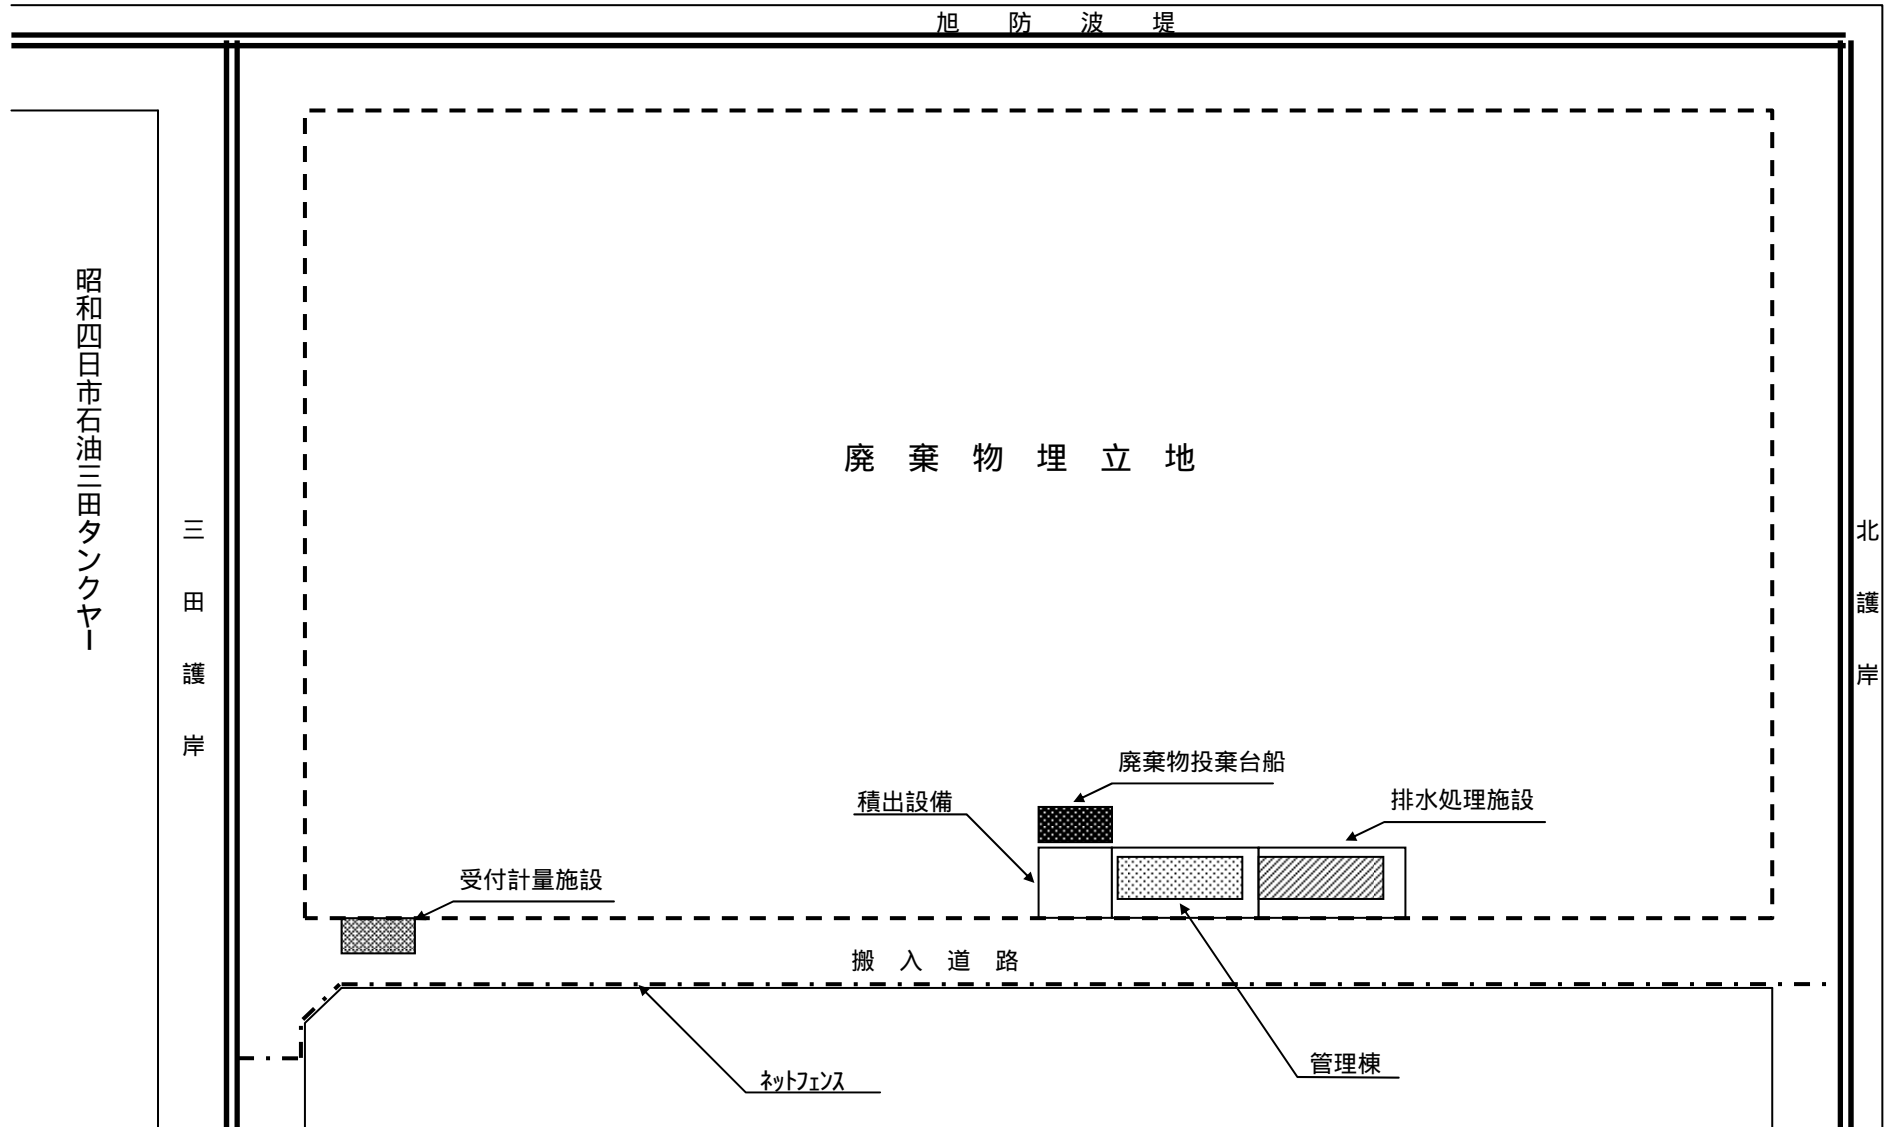 旭　防　波　堤
昭和四日市石油三田タンクヤー
三　田　護　岸
廃　棄　物　埋　立　地
北　護　岸
廃棄物投棄台船
積出設備
排水処理施設
受付計量施設
搬　入　道　路
管理棟
ﾈｯﾄﾌｪﾝｽ